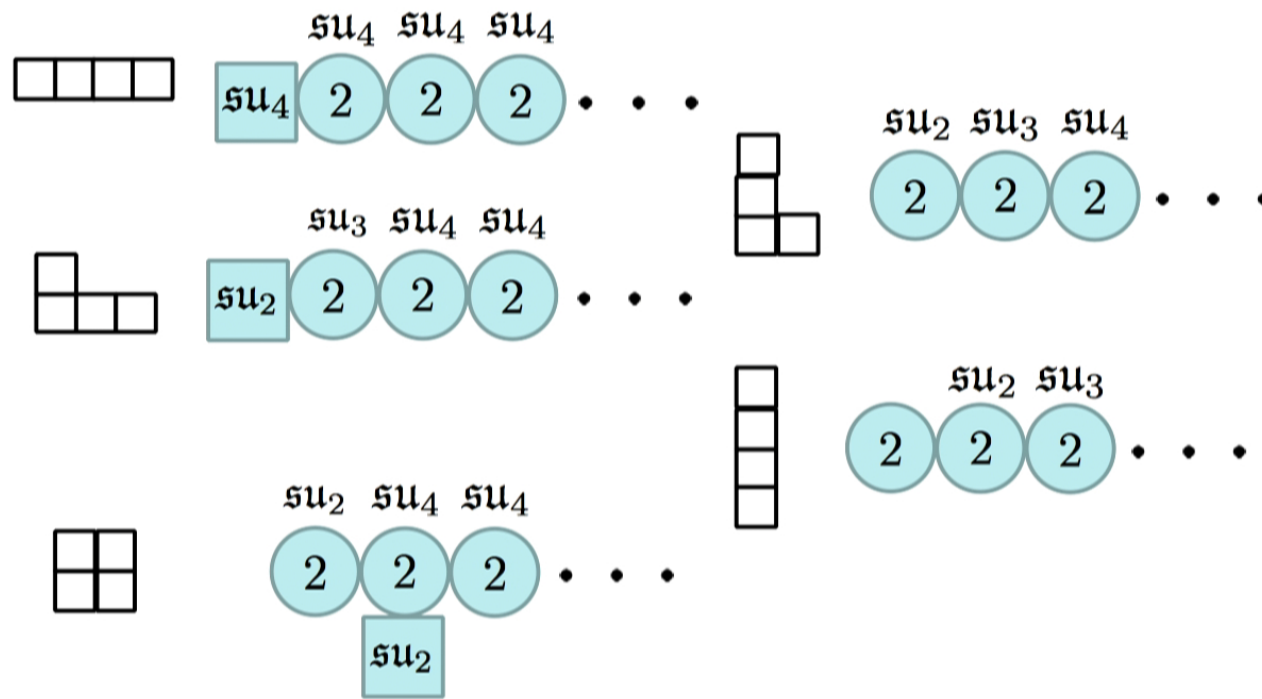 𝔰𝔲₄ 𝔰𝔲₄ 𝔰𝔲₄
𝔰𝔲₄ 2 2 2 . . .
𝔰𝔲₃ 𝔰𝔲₄ 𝔰𝔲₄
𝔰𝔲₂ 2 2 2 . . .
𝔰𝔲₂ 𝔰𝔲₄ 𝔰𝔲₄
2 2 2 . . .
𝔰𝔲₂
𝔰𝔲₂ 𝔰𝔲₃ 𝔰𝔲₄
2 2 2 . . .
𝔰𝔲₂ 𝔰𝔲₃
2 2 2 . . .